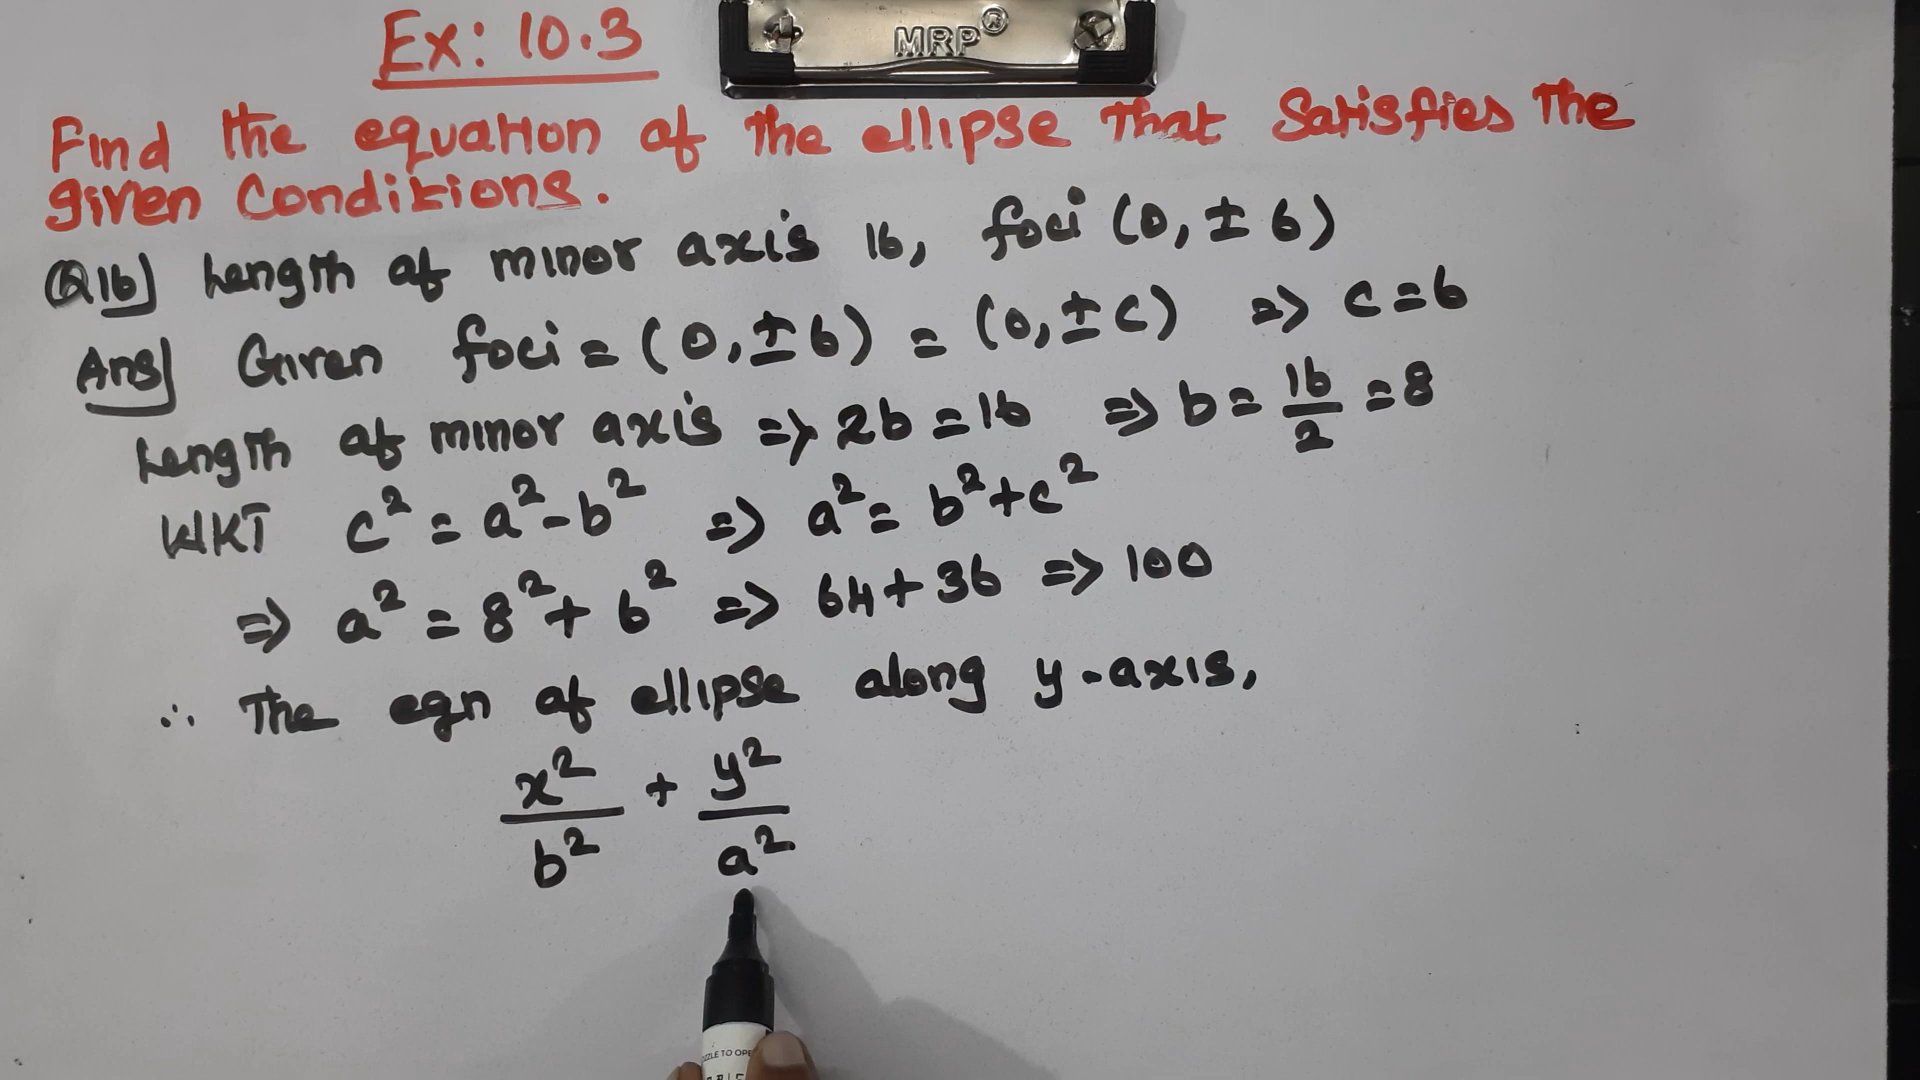 Ex: 10.3
MRP®
Find the equation of the ellipse that satisfies the
given conditions.
Q16] Length of minor axis 16, foci (0, ± 6)
Ans] Given foci = (0, ± 6) = (0, ± c) => c = 6
Length of minor axis => 2b = 16 => b = 16/2 = 8
WKT c² = a² - b² => a² = b² + c²
=> a² = 8² + 6² => 64 + 36 => 100
∴ The eqn of ellipse along y-axis,
x²/b² + y²/a²
ZZLE TO OPE